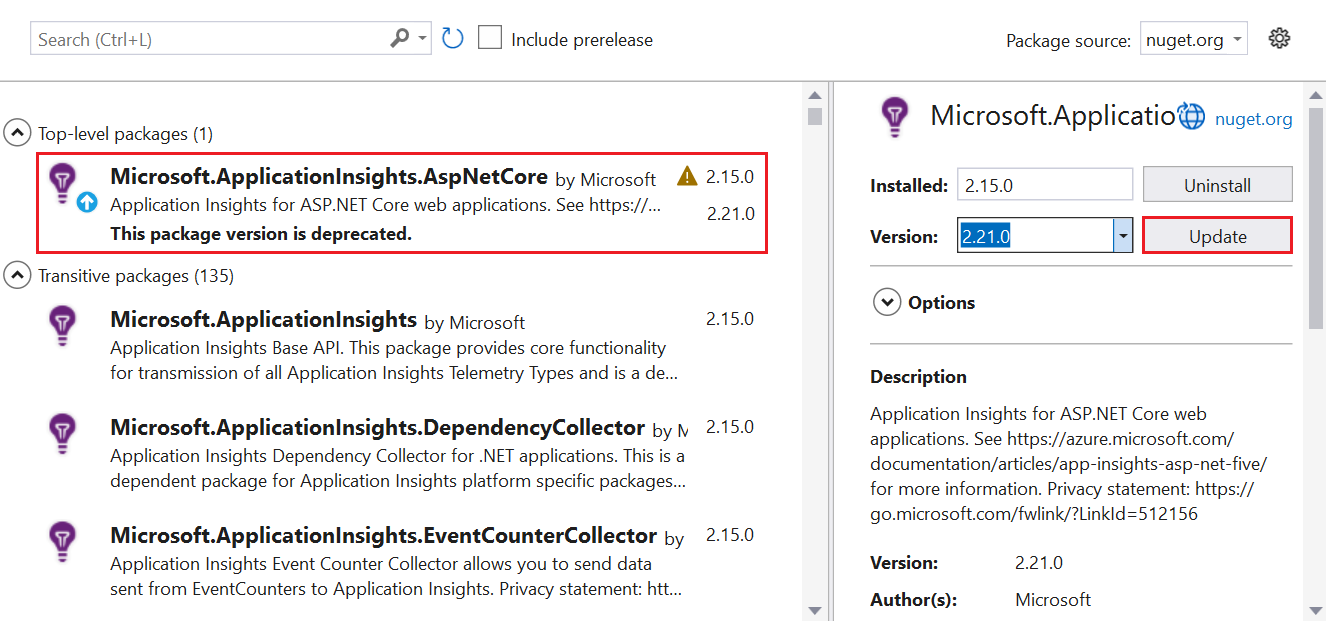 Search (Ctrl+L)
Include prerelease
Package source: nuget.org
Top-level packages (1)
Microsoft.ApplicationInsights.AspNetCore by Microsoft 2.15.0
Application Insights for ASP.NET Core web applications. See https://... 2.21.0
This package version is deprecated.
Transitive packages (135)
Microsoft.ApplicationInsights by Microsoft 2.15.0
Application Insights Base API. This package provides core functionality
for transmission of all Application Insights Telemetry Types and is a de...
Microsoft.ApplicationInsights.DependencyCollector by M 2.15.0
Application Insights Dependency Collector for .NET applications. This is a
dependent package for Application Insights platform specific packages...
Microsoft.ApplicationInsights.EventCounterCollector by 2.15.0
Application Insights Event Counter Collector allows you to send data
sent from EventCounters to Application Insights. Privacy statement: htt...
Microsoft.Applicatio nuget.org
Installed: 2.15.0 Uninstall
Version: 2.21.0 Update
Options
Description
Application Insights for ASP.NET Core web
applications. See https://azure.microsoft.com/
documentation/articles/app-insights-asp-net-five/
for more information. Privacy statement: https://
go.microsoft.com/fwlink/?LinkId=512156
Version: 2.21.0
Author(s): Microsoft